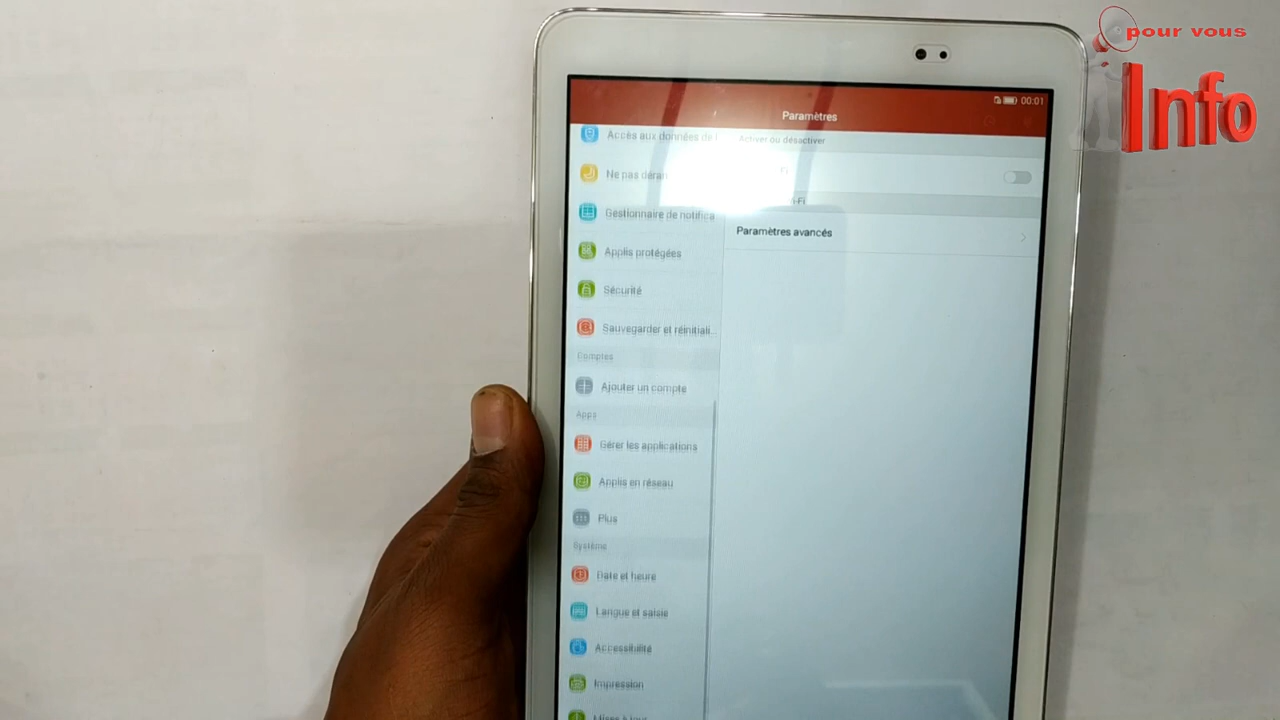 pour vous
Info
00:01
Paramètres
Accès aux données de l
Activer ou désactiver
Ne pas déran
Fi
Gestionnaire de notifica
i-Fi
Paramètres avancés
Applis protégées
Sécurité
Sauvegarder et réinitiali...
Comptes
Ajouter un compte
Apps
Gérer les applications
Applis en réseau
Plus
Système
Date et heure
Langue et saisie
Accessibilité
Impression
Mises à jour